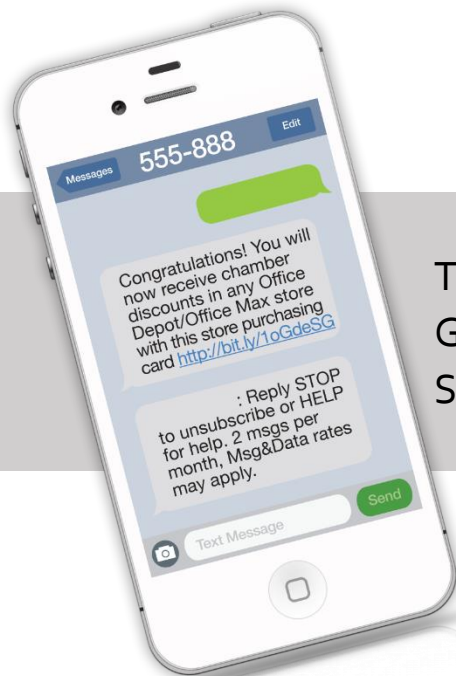 Messages
555-888
Edit
Congratulations! You will
now receive chamber
discounts in any Office
Depot/Office Max store
with this store purchasing
card http://bit.ly/1oGdeSG
: Reply STOP
to unsubscribe or HELP
for help. 2 msgs per
month, Msg&Data rates
may apply.
Text Message
Send
T
G
S